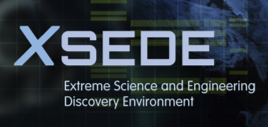 XSEDE
Extreme Science and Engineering
Discovery Environment